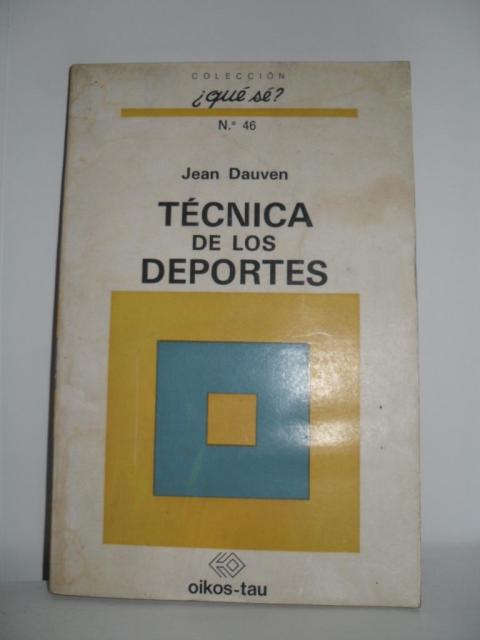 COLECCIÓN
¿qué sé?
N.º 46
Jean Dauven
TÉCNICA
DE LOS
DEPORTES
oikos-tau